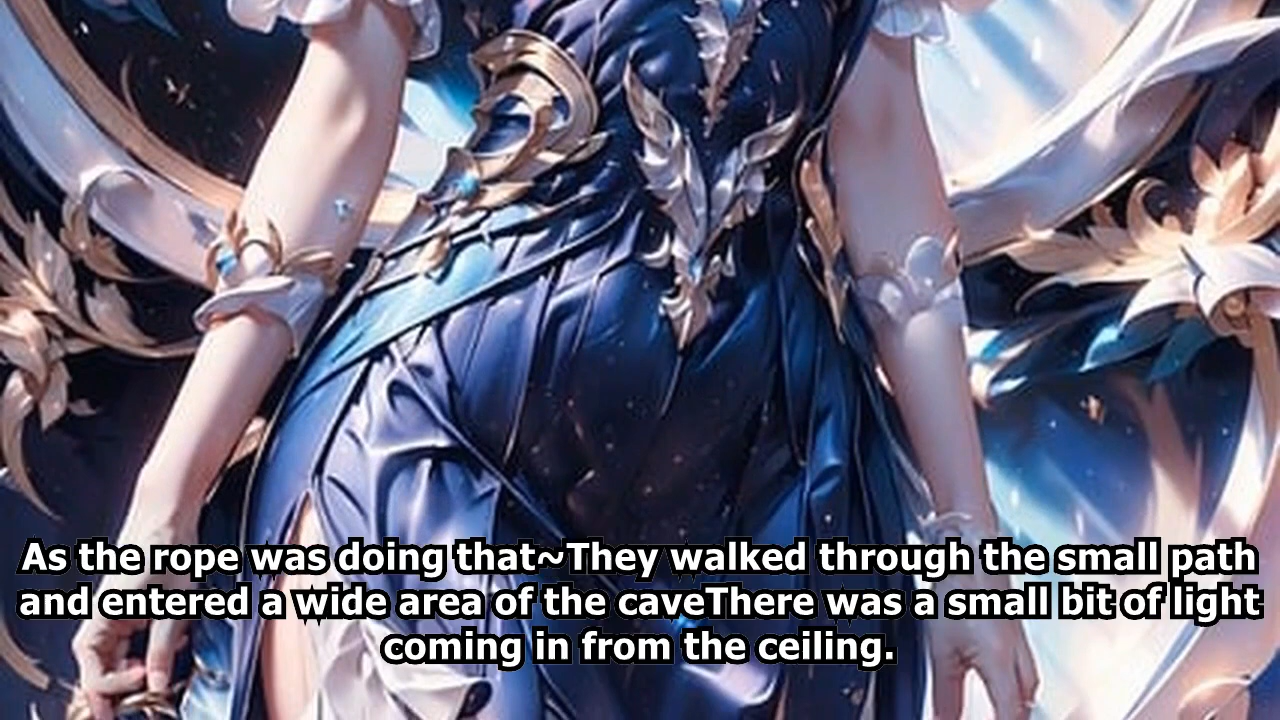 As the rope was doing that~They walked through the small path
and entered a wide area of the caveThere was a small bit of light
coming in from the ceiling.